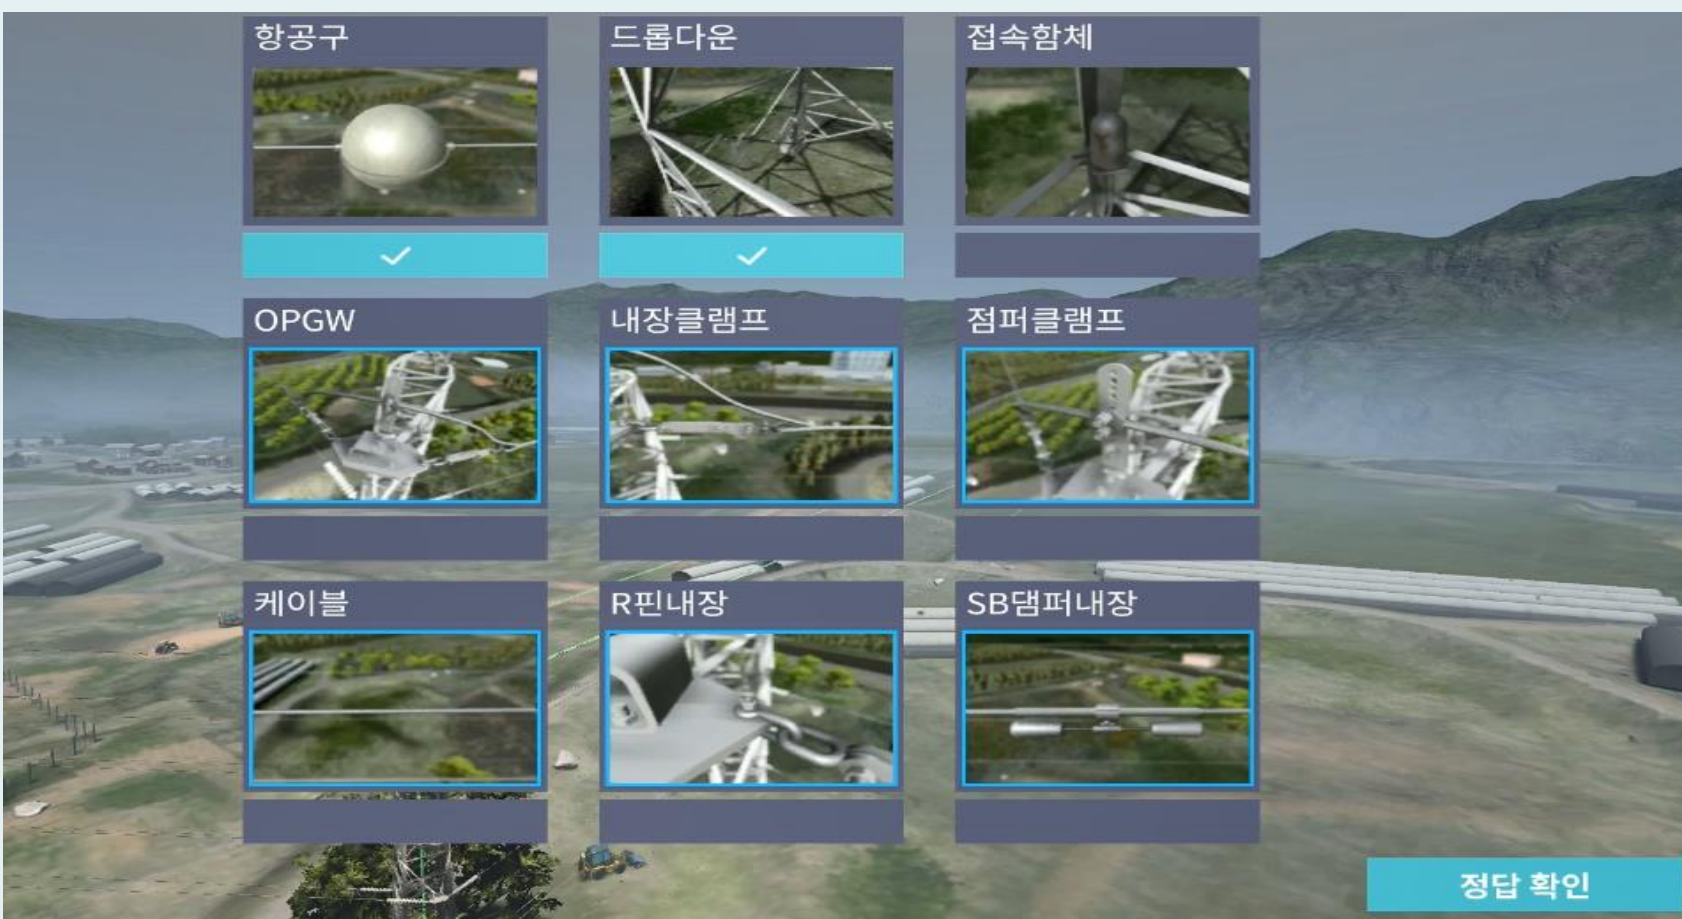 항공구
드롭다운
접속함체
OPGW
내장클램프
점퍼클램프
케이블
R핀내장
SB댐퍼내장
정답 확인